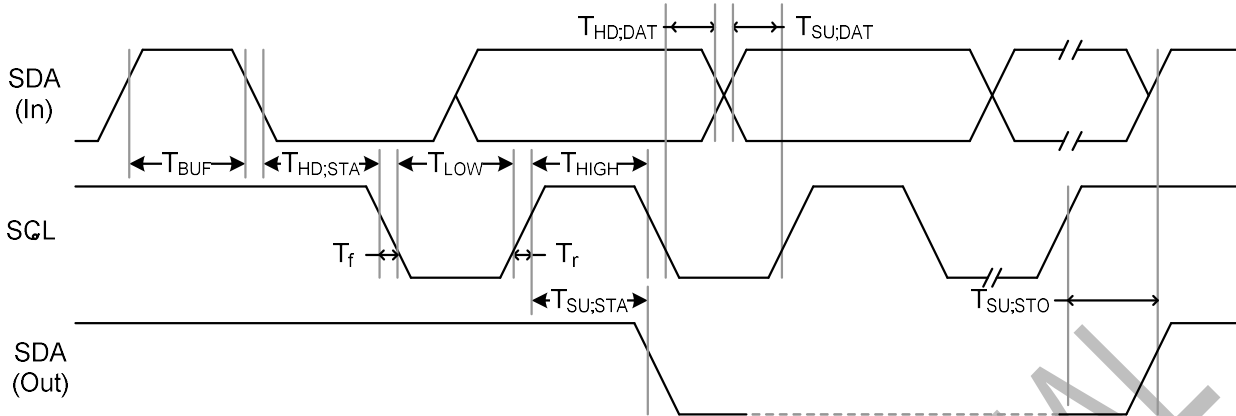 T_HD;DAT T_SU;DAT
SDA
(In)
T_BUF T_HD;STA T_LOW T_HIGH
SCL
T_f T_r
T_SU;STA T_SU;STO
SDA
(Out)